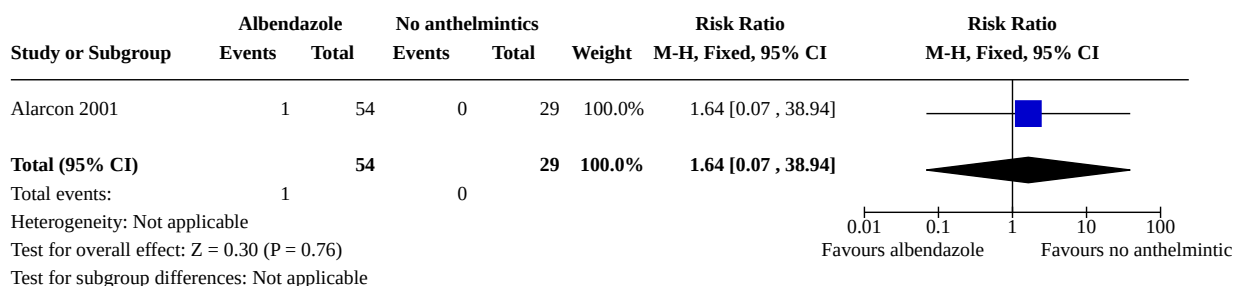 Albendazole No anthelmintics Risk Ratio Risk Ratio
Study or Subgroup Events Total Events Total Weight M-H, Fixed, 95% CI M-H, Fixed, 95% CI
Alarcon 2001 1 54 0 29 100.0% 1.64 [0.07 , 38.94]
Total (95% CI) 54 29 100.0% 1.64 [0.07 , 38.94]
Total events: 1 0
Heterogeneity: Not applicable
0.01 0.1 1 10 100
Test for overall effect: Z = 0.30 (P = 0.76) Favours albendazole Favours no anthelmintic
Test for subgroup differences: Not applicable